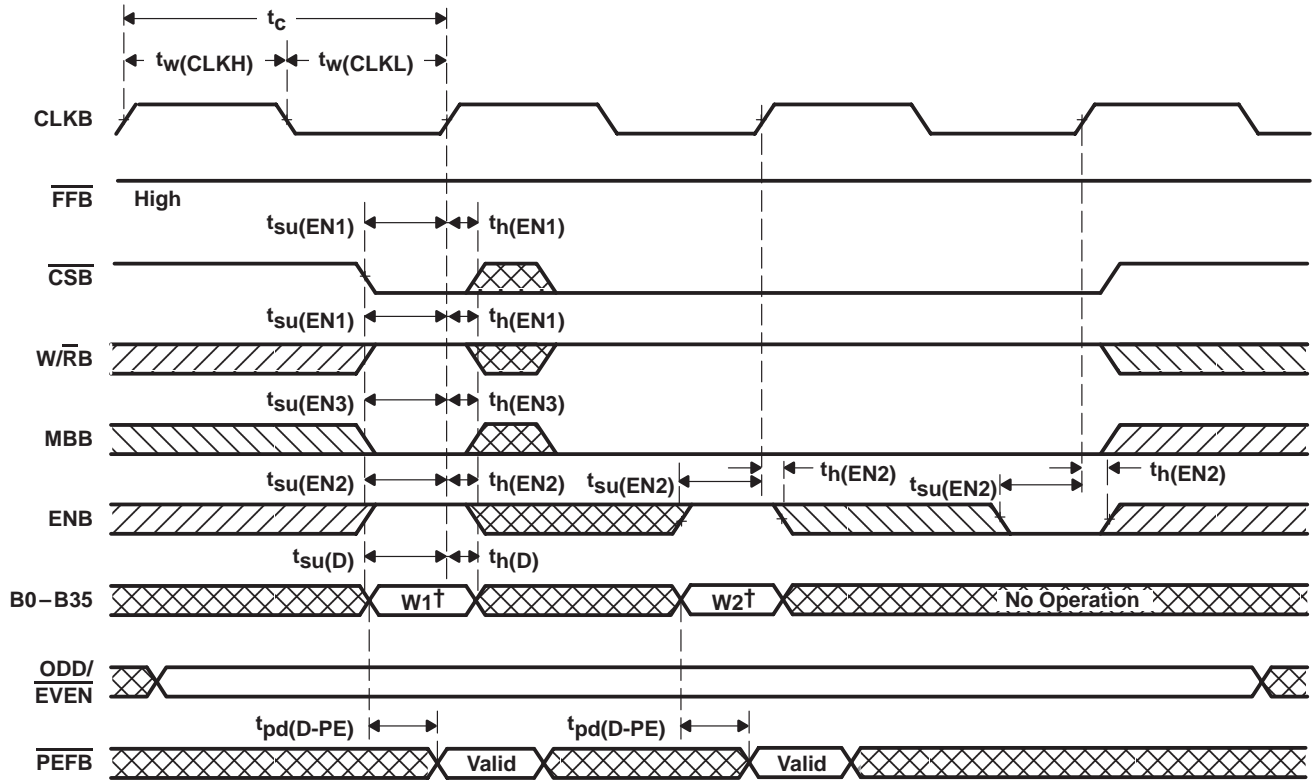 tc
tw(CLKH)
tw(CLKL)
CLKB
FFB
High
tsu(EN1)
th(EN1)
CSB
tsu(EN1)
th(EN1)
W/RB
tsu(EN3)
th(EN3)
MBB
tsu(EN2)
th(EN2)
tsu(EN2)
th(EN2)
tsu(EN2)
th(EN2)
ENB
tsu(D)
th(D)
B0–B35
W1†
W2†
No Operation
ODD/
EVEN
tpd(D-PE)
tpd(D-PE)
PEFB
Valid
Valid